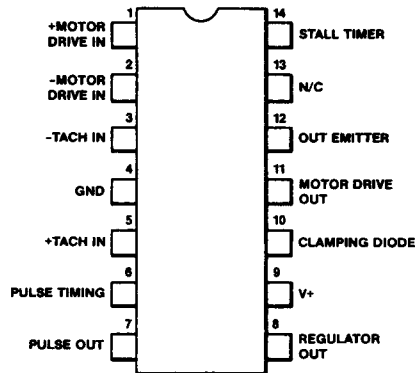 1
+MOTOR
DRIVE IN
2
–MOTOR
DRIVE IN
3
–TACH IN
4
GND
5
+TACH IN
6
PULSE TIMING
7
PULSE OUT
14
STALL TIMER
13
N/C
12
OUT EMITTER
11
MOTOR DRIVE
OUT
10
CLAMPING DIODE
9
V+
8
REGULATOR
OUT